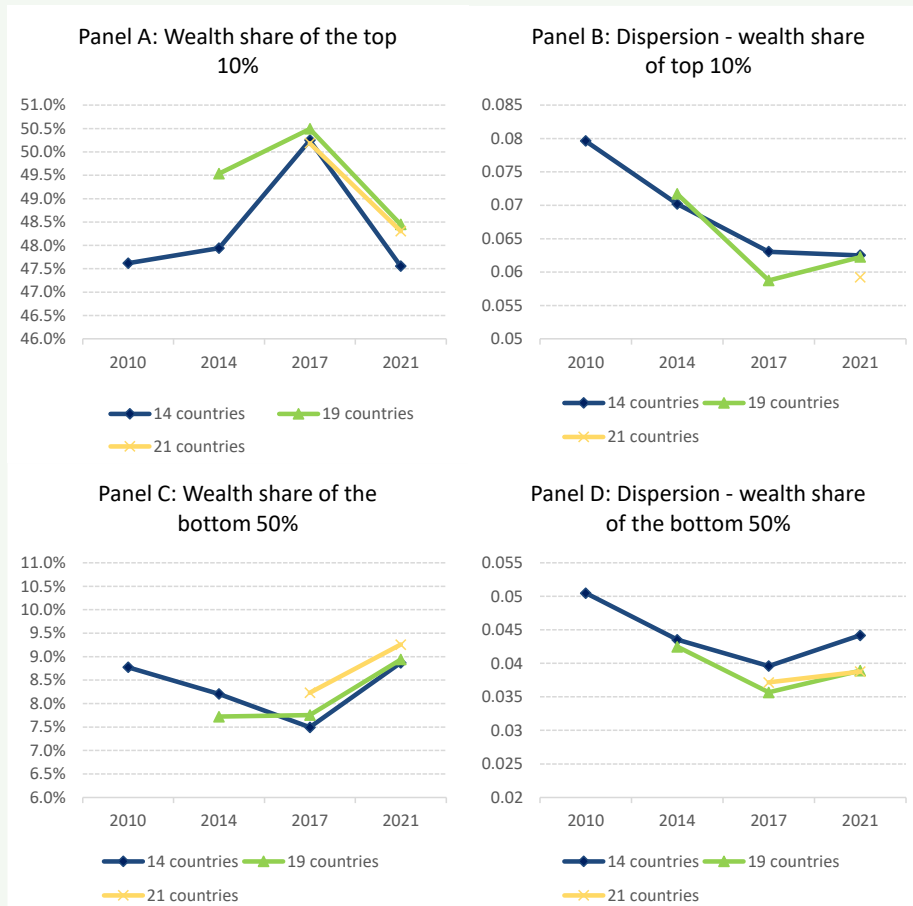 Panel A: Wealth share of the top
10%
51.0%
50.5%
50.0%
49.5%
49.0%
48.5%
48.0%
47.5%
47.0%
46.5%
46.0%
2010 2014 2017 2021
14 countries 19 countries
21 countries
Panel B: Dispersion - wealth share
of top 10%
0.085
0.08
0.075
0.07
0.065
0.06
0.055
0.05
2010 2014 2017 2021
14 countries 19 countries
21 countries
Panel C: Wealth share of the
bottom 50%
11.0%
10.5%
10.0%
9.5%
9.0%
8.5%
8.0%
7.5%
7.0%
6.5%
6.0%
2010 2014 2017 2021
14 countries 19 countries
21 countries
Panel D: Dispersion - wealth share
of the bottom 50%
0.055
0.05
0.045
0.04
0.035
0.03
0.025
0.02
2010 2014 2017 2021
14 countries 19 countries
21 countries